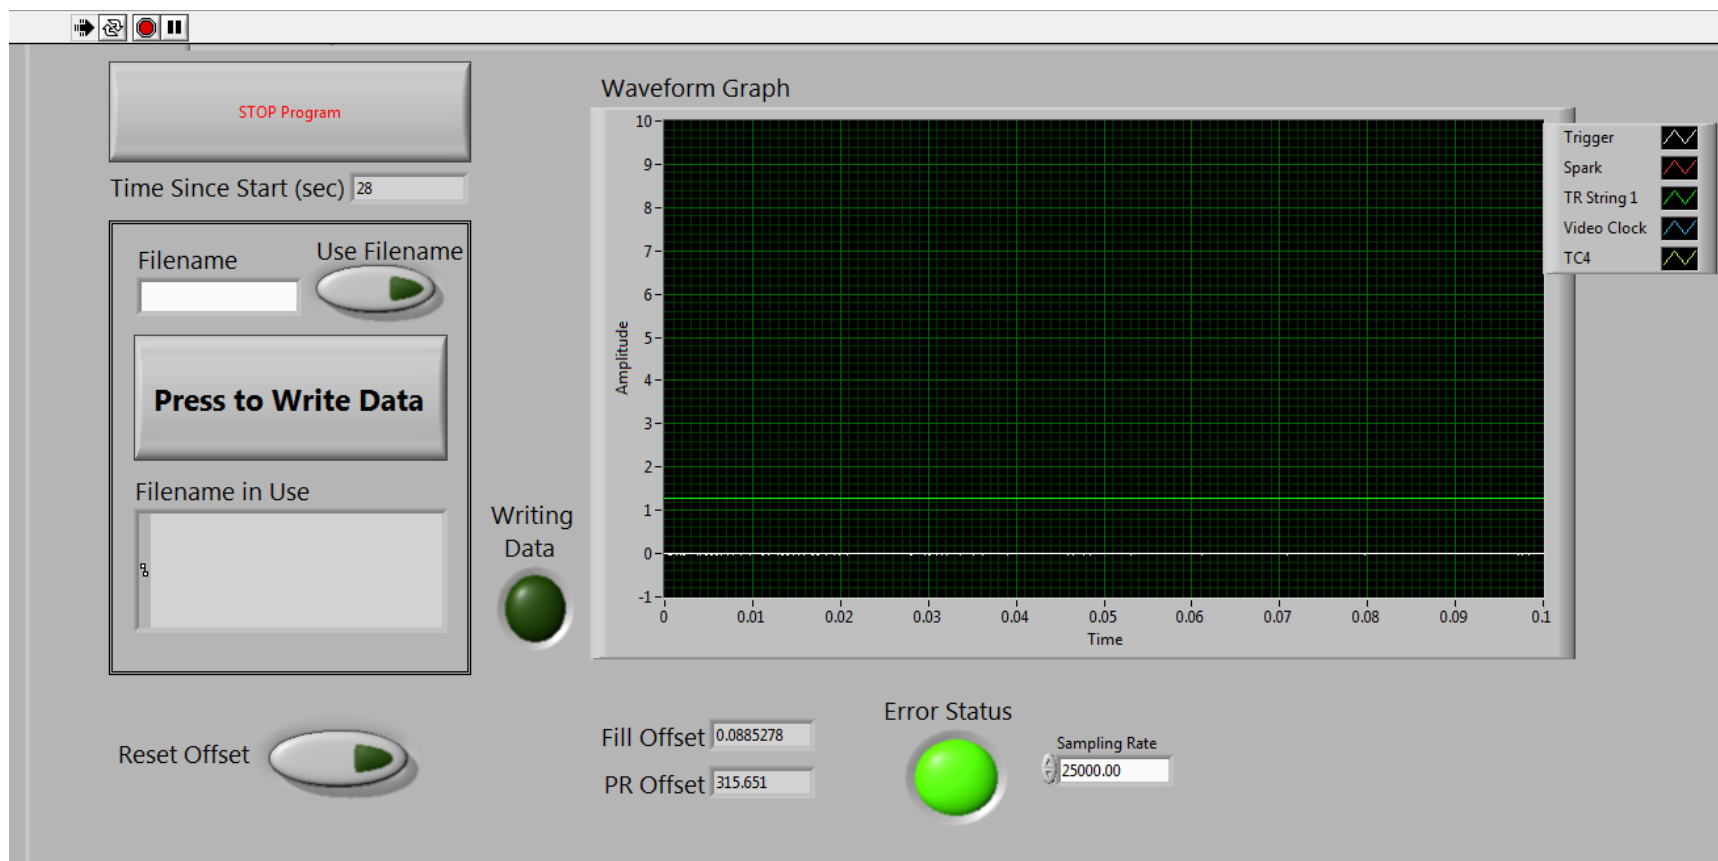 STOP Program
Time Since Start (sec) 28
Filename
Use Filename
Press to Write Data
Filename in Use
Writing
Data
Reset Offset
Waveform Graph
10
9
8
7
6
5
4
3
2
1
0
-1
Amplitude
0 0.01 0.02 0.03 0.04 0.05 0.06 0.07 0.08 0.09 0.1
Time
Trigger
Spark
TR String 1
Video Clock
TC4
Fill Offset 0.0885278
PR Offset 315.651
Error Status
Sampling Rate
25000.00